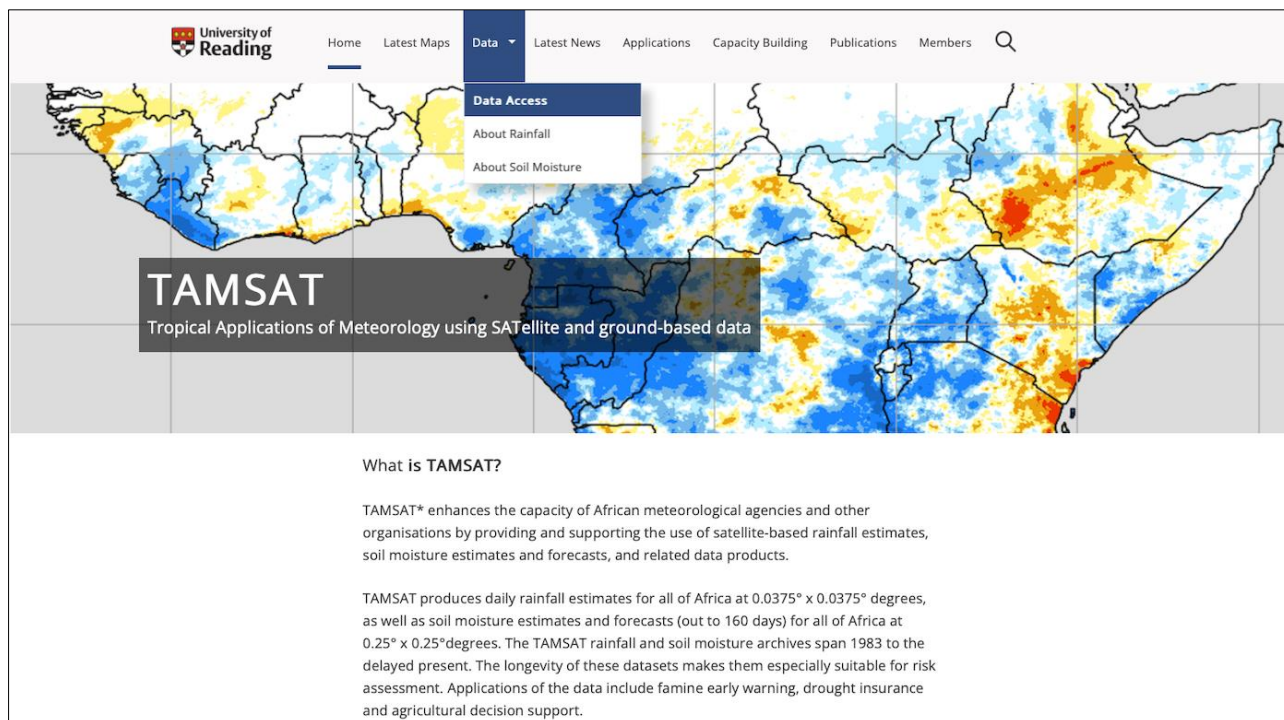 University of
Reading
Home Latest Maps Data Latest News Applications Capacity Building Publications Members
Data Access
About Rainfall
About Soil Moisture
TAMSAT
Tropical Applications of Meteorology using SATellite and ground-based data
What is TAMSAT?
TAMSAT* enhances the capacity of African meteorological agencies and other
organisations by providing and supporting the use of satellite-based rainfall estimates,
soil moisture estimates and forecasts, and related data products.
TAMSAT produces daily rainfall estimates for all of Africa at 0.0375° x 0.0375° degrees,
as well as soil moisture estimates and forecasts (out to 160 days) for all of Africa at
0.25° x 0.25°degrees. The TAMSAT rainfall and soil moisture archives span 1983 to the
delayed present. The longevity of these datasets makes them especially suitable for risk
assessment. Applications of the data include famine early warning, drought insurance
and agricultural decision support.